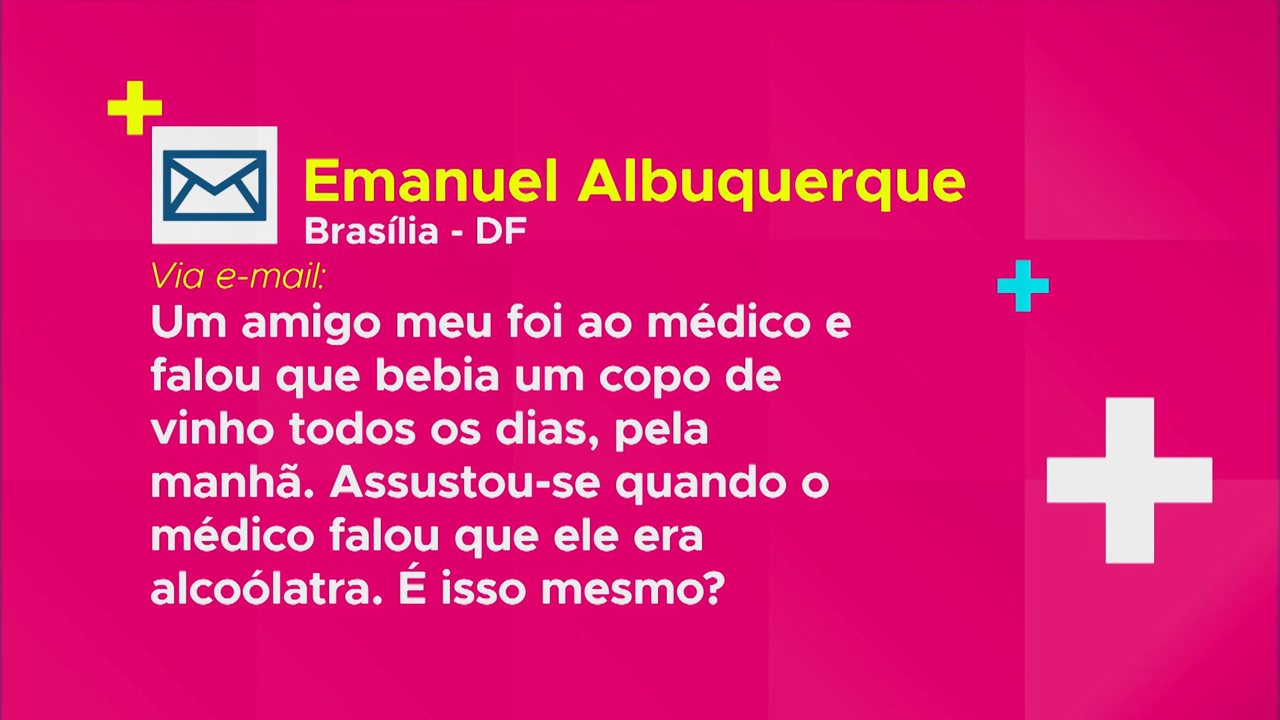 Emanuel Albuquerque
Brasília - DF
Via e-mail:
Um amigo meu foi ao médico e
falou que bebia um copo de
vinho todos os dias, pela
manhã. Assustou-se quando o
médico falou que ele era
alcoólatra. É isso mesmo?